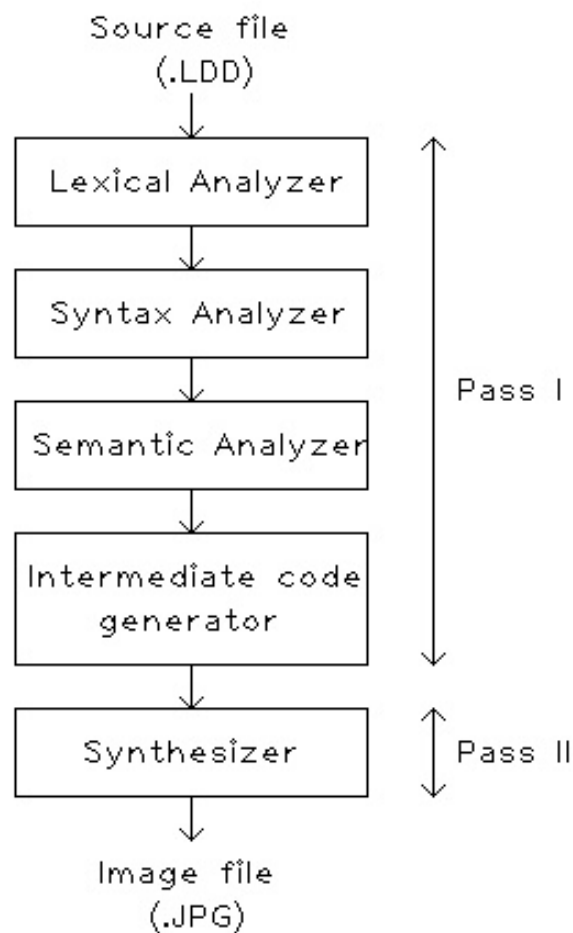 Source file
(.LDD)
Lexical Analyzer
Syntax Analyzer
Pass I
Semantic Analyzer
Intermediate code
generator
Synthesizer
Pass II
Image file
(.JPG)